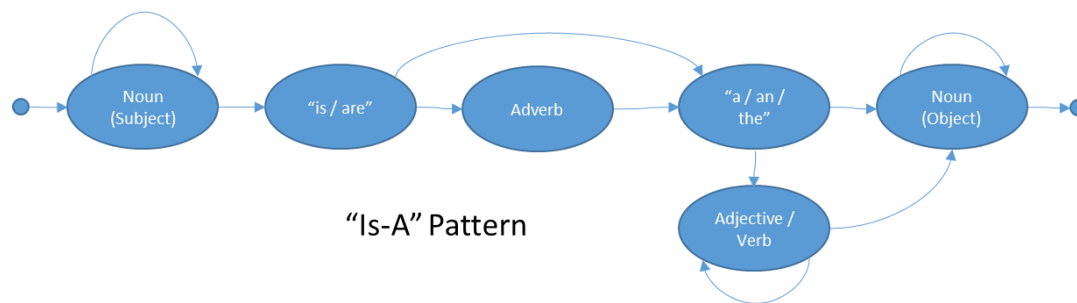 Noun
(Subject)
“is / are”
Adverb
“a / an /
the”
Noun
(Object)
Adjective /
Verb
“Is-A” Pattern